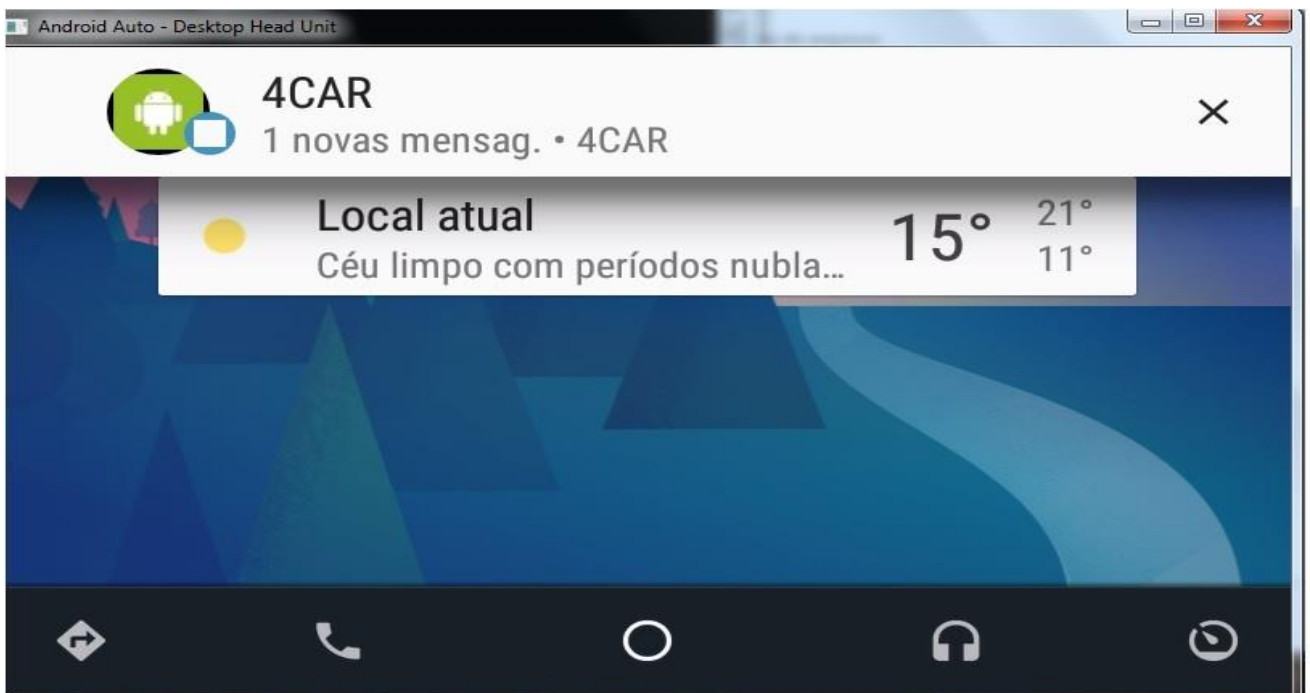 Android Auto - Desktop Head Unit
4CAR
1 novas mensag. • 4CAR
Local atual
Céu limpo com períodos nubla...
15°
21°
11°